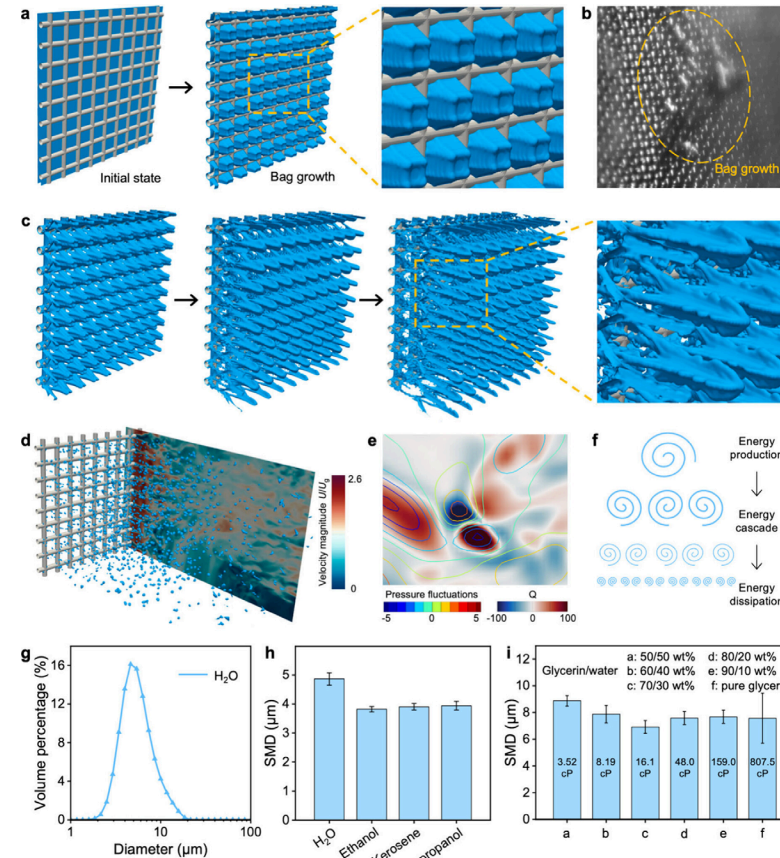 a
b
Initial state
Bag growth
Bag growth
c
d
Velocity magnitude U/Ug
2.6
0
e
Pressure fluctuations
-5
0
5
Q
-100
0
100
f
Energy
production
Energy
cascade
Energy
dissipation
g
Volume percentage (%)
16
12
8
4
0
H₂O
1
10
100
Diameter (µm)
h
SMD (µm)
5
4
3
2
1
0
H₂O
Ethanol
i
SMD (µm)
12
10
8
6
4
2
0
Glycerin/water
a: 50/50 wt%
b: 60/40 wt%
c: 70/30 wt%
d: 80/20 wt%
e: 90/10 wt%
f: pure
3.52
cP
8.19
cP
16.1
cP
48.0
cP
159.0
cP
807.5
cP
a
b
c
d
e
f